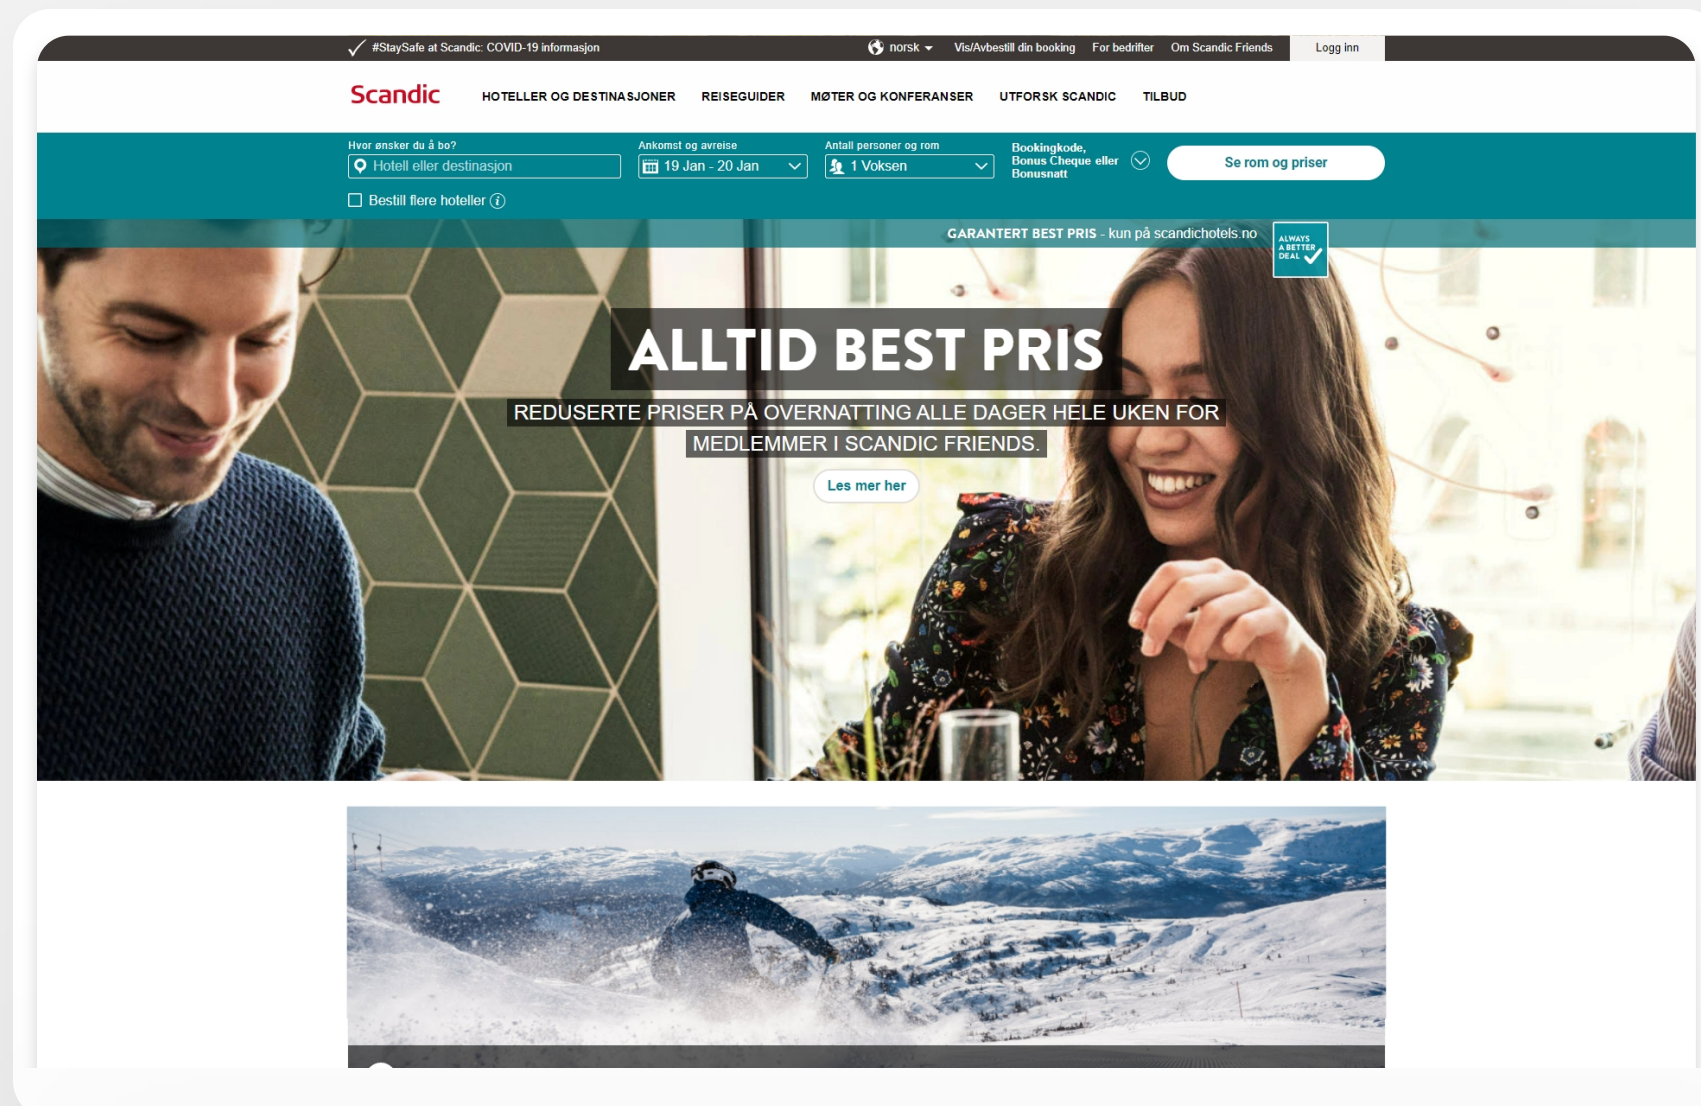 #StaySafe at Scandic: COVID-19 informasjon
norsk
Vis/Avbestill din booking
For bedrifter
Om Scandic Friends
Logg inn
Scandic
HOTELLER OG DESTINASJONER
REISEGUIDER
MØTER OG KONFERANSER
UTFORSK SCANDIC
TILBUD
Hvor ønsker du å bo?
Hotell eller destinasjon
Ankomst og avreise
19 Jan - 20 Jan
Antall personer og rom
1 Voksen
Bookingkode,
Bonus Cheque eller
Bonusnatt
Se rom og priser
Bestill flere hoteller
GARANTERT BEST PRIS - kun på scandichotels.no
ALWAYS
A BETTER
DEAL
ALLTID BEST PRIS
REDUSERTE PRISER PÅ OVERNATTING ALLE DAGER HELE UKEN FOR
MEDLEMMER I SCANDIC FRIENDS.
Les mer her